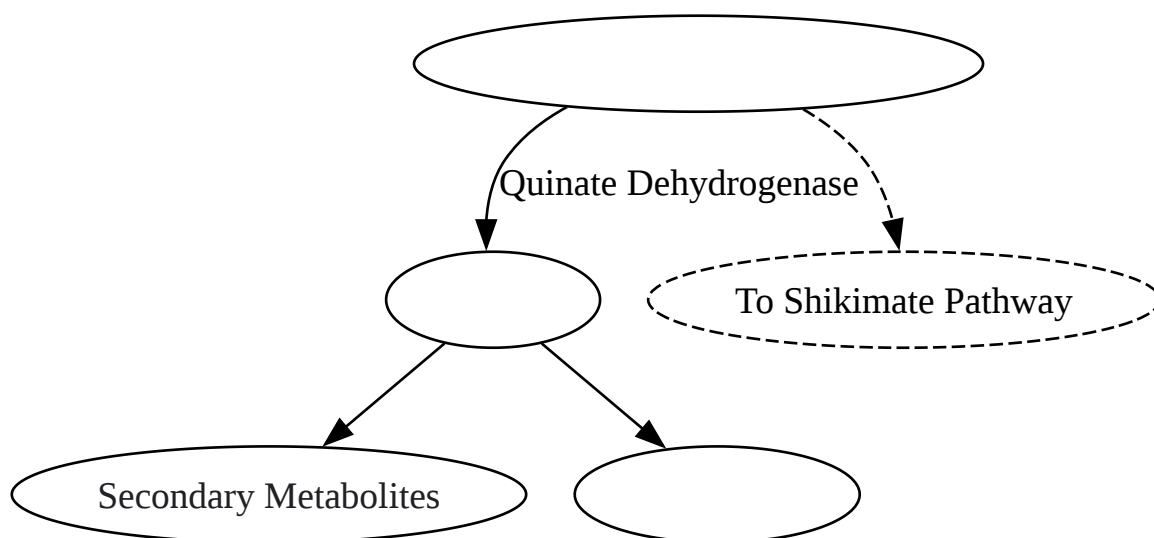 Quinate Dehydrogenase
To Shikimate Pathway
Secondary Metabolites